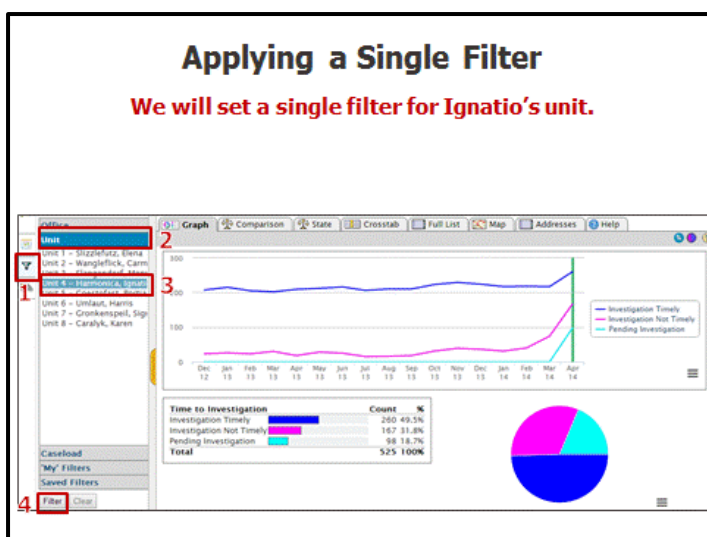 Applying a Single Filter
We will set a single filter for Ignatio's unit.
Office
Unit
2
Unit 1 - Slizzlefutz, Elena
Unit 2 - Wangleflick, Carm
1
Unit 4 - Harmonica, Ignati
3
Unit 6 - Umlaut, Harris
Unit 7 - Gronkenspeil, Sig
Unit 8 - Caralyk, Karen
Caseload
'My' Filters
Saved Filters
4
Filter Clear
Graph Comparison State Crosstab Full List Map Addresses Help
300
200
100
0
Dec Jan Feb Mar Apr May Jun Jul Aug Sep Oct Nov Dec Jan Feb Mar Apr
12 13 13 13 13 13 13 13 13 13 13 13 13 14 14 14 14
Investigation Timely
Investigation Not Timely
Pending Investigation
Time to Investigation Count %
Investigation Timely 260 49.5%
Investigation Not Timely 167 31.8%
Pending Investigation 98 18.7%
Total 525 100%